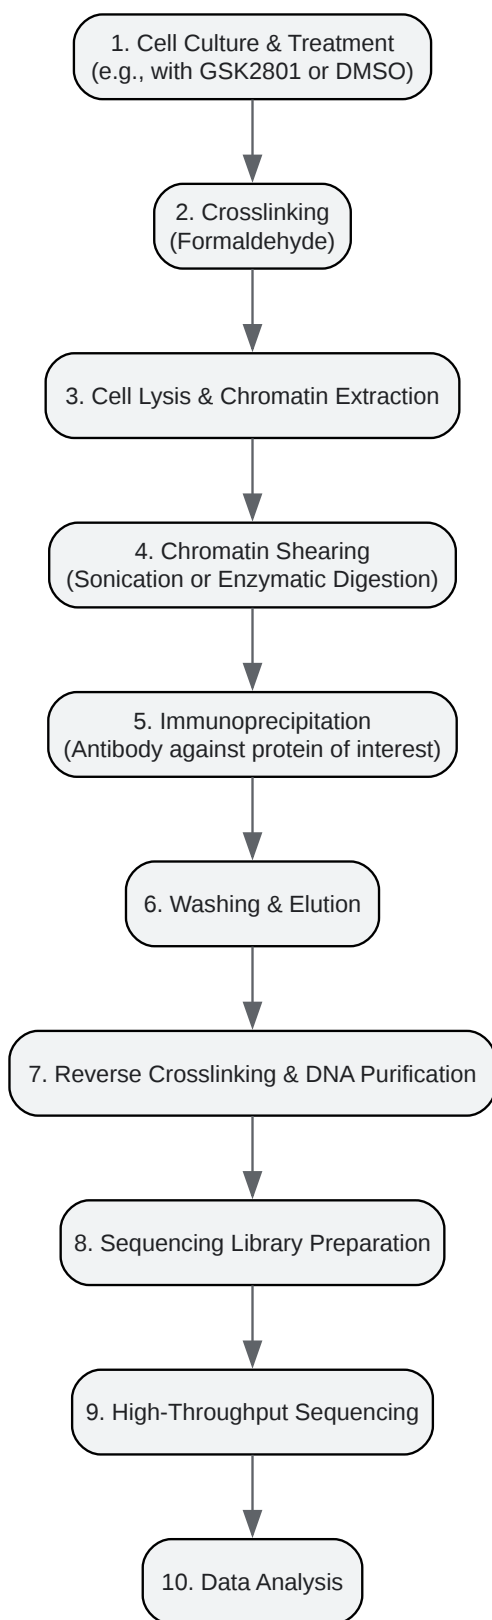 1. Cell Culture & Treatment
(e.g., with GSK2801 or DMSO)
2. Crosslinking
(Formaldehyde)
3. Cell Lysis & Chromatin Extraction
4. Chromatin Shearing
(Sonication or Enzymatic Digestion)
5. Immunoprecipitation
(Antibody against protein of interest)
6. Washing & Elution
7. Reverse Crosslinking & DNA Purification
8. Sequencing Library Preparation
9. High-Throughput Sequencing
10. Data Analysis